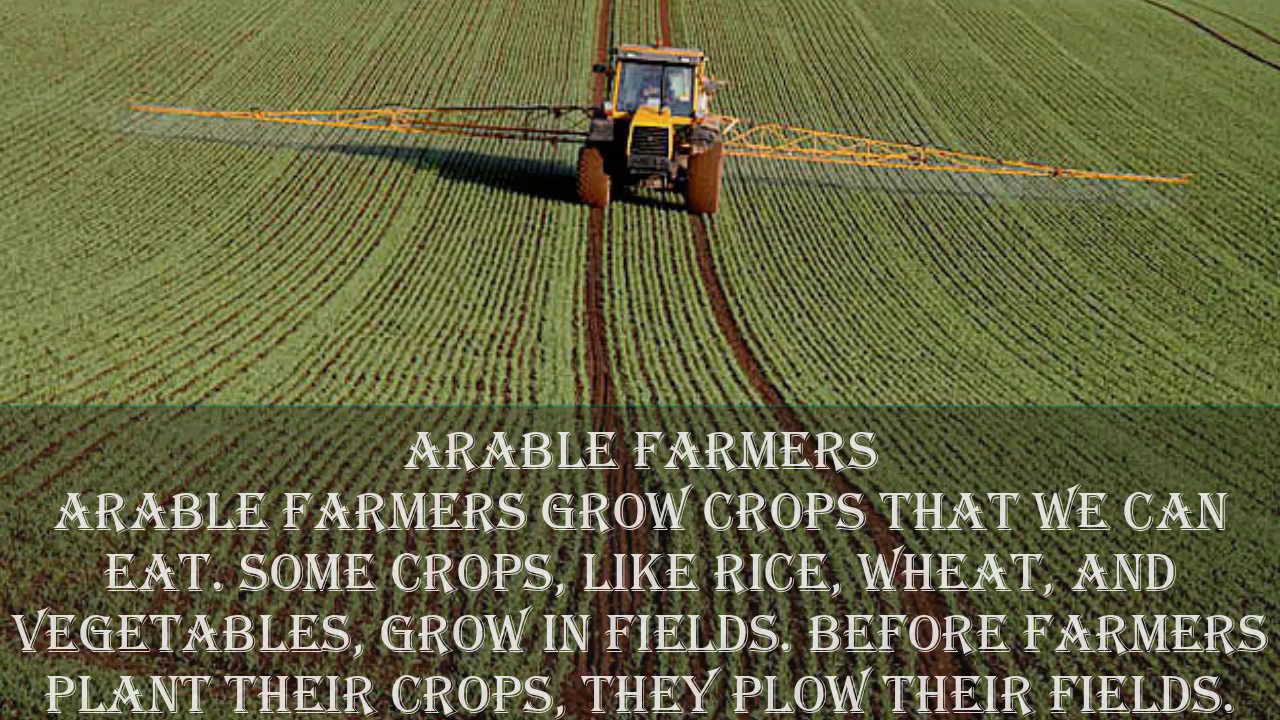 ARABLE FARMERS
ARABLE FARMERS GROW CROPS THAT WE CAN
EAT. SOME CROPS, LIKE RICE, WHEAT, AND
VEGETABLES, GROW IN FIELDS. BEFORE FARMERS
PLANT THEIR CROPS, THEY PLOW THEIR FIELDS.